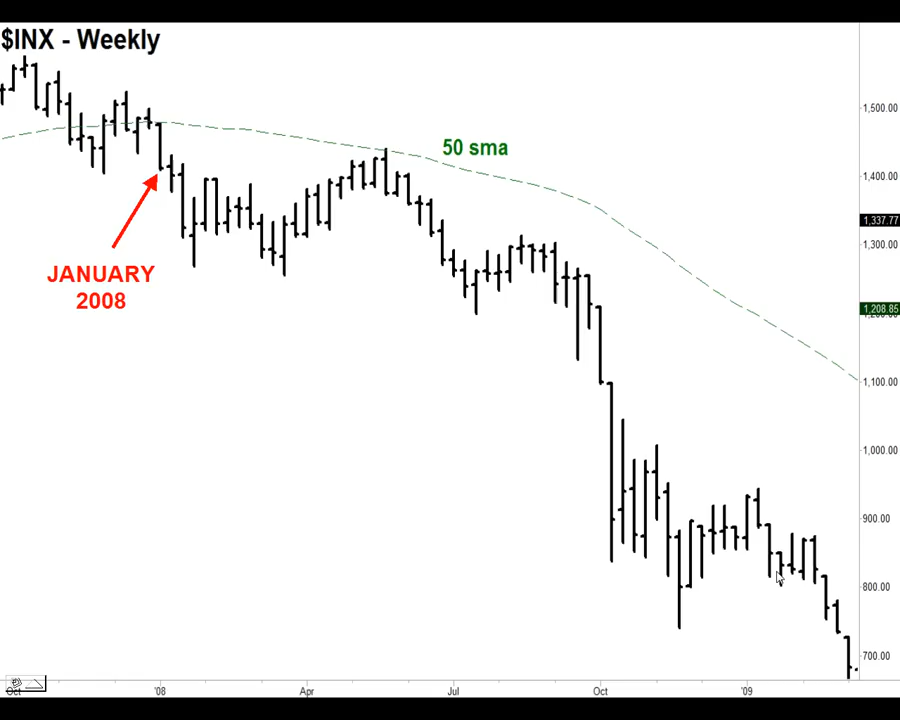 $INX - Weekly
1,500.00
50 sma
1,400.00
1,337.77
1,300.00
JANUARY
2008
1,208.85
1,100.00
1,000.00
900.00
800.00
700.00
Oct '08 Apr Jul Oct '09